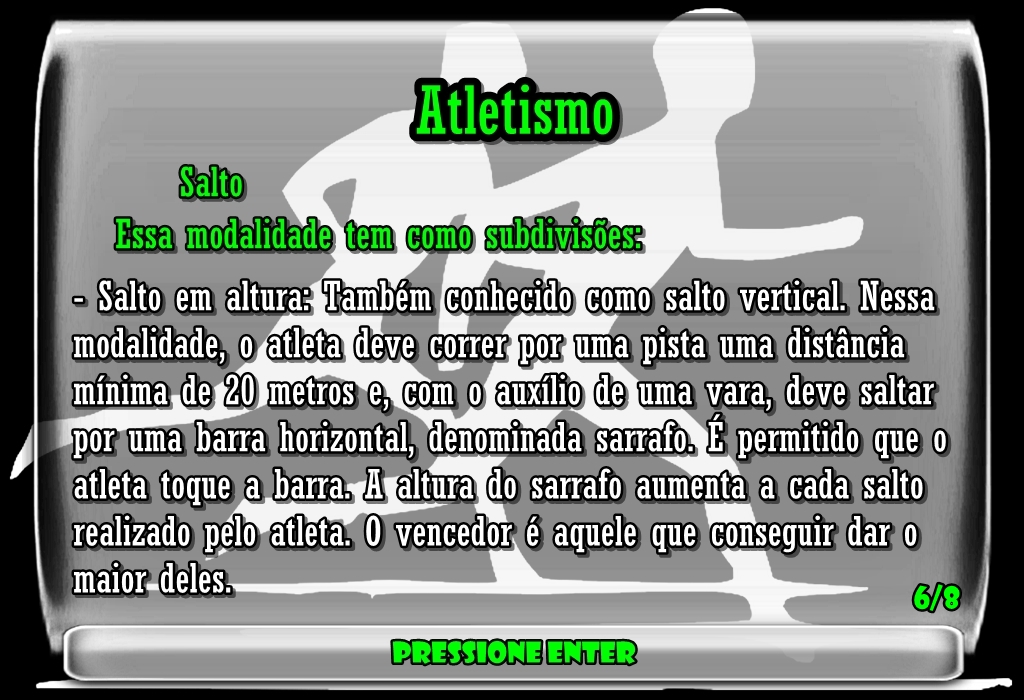 Atletismo
Salto
Essa modalidade tem como subdivisões:
- Salto em altura: Também conhecido como salto vertical. Nessa
modalidade, o atleta deve correr por uma pista uma distância
mínima de 20 metros e, com o auxílio de uma vara, deve saltar
por uma barra horizontal, denominada sarrafo. É permitido que o
atleta toque a barra. A altura do sarrafo aumenta a cada salto
realizado pelo atleta. O vencedor é aquele que conseguir dar o
maior deles.
6/8
PRESSIONE ENTER